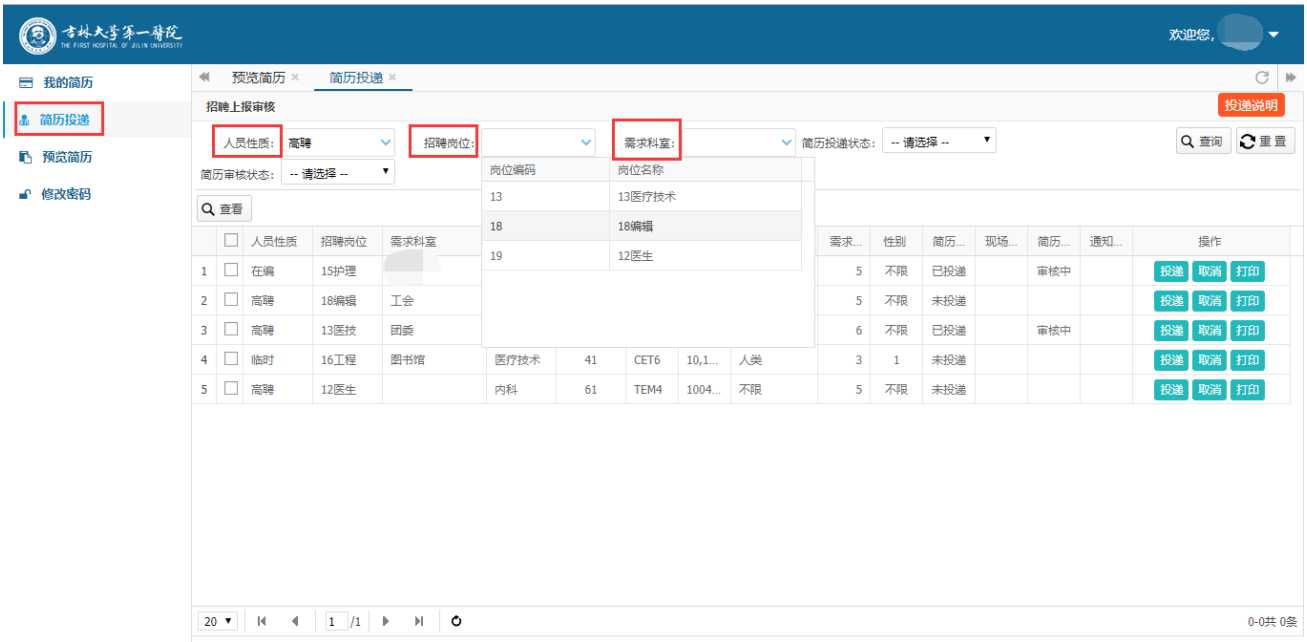 吉林大学第一医院
THE FIRST HOSPITAL OF JILIN UNIVERSITY
欢迎您,
我的简历
简历投递
预览简历
修改密码
预览简历 × 简历投递 ×
招聘上报审核 投递说明
人员性质: 高聘 招聘岗位: 需求科室: 简历投递状态: -- 请选择 -- 查询 重置
简历审核状态: -- 请选择 --
查看
岗位编码 岗位名称
13 13医疗技术
18 18编辑
19 12医生
人员性质 招聘岗位 需求科室 需求... 性别 简历... 现场... 简历... 通知... 操作
1 在编 15护理 5 不限 已投递 审核中 投递 取消 打印
2 高聘 18编辑 工会 5 不限 未投递 投递 取消 打印
3 高聘 13医技 团委 6 不限 已投递 审核中 投递 取消 打印
4 临时 16工程 图书馆 医疗技术 41 CET6 10,1... 人类 3 1 未投递 投递 取消 打印
5 高聘 12医生 内科 61 TEM4 1004... 不限 5 不限 未投递 投递 取消 打印
20 1 /1 0-0共 0条